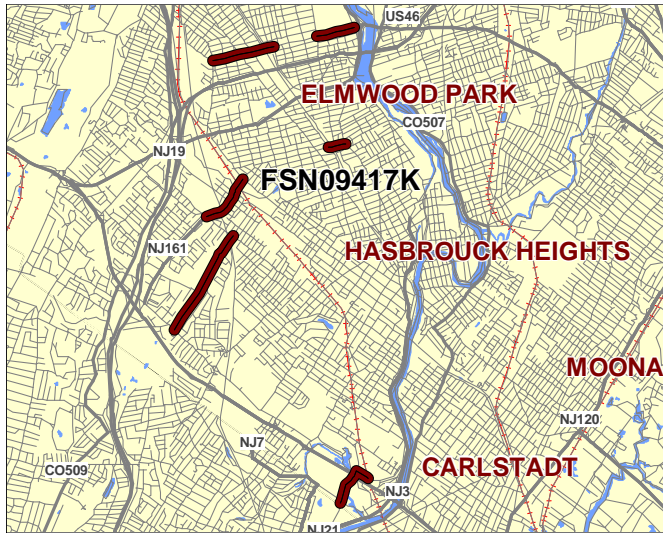 US46
ELMWOOD PARK
CO507
NJ19
FSN09417K
NJ161
HASBROUCK HEIGHTS
MOONA
NJ120
NJ7
CO509
CARLSTADT
NJ3
NJ21